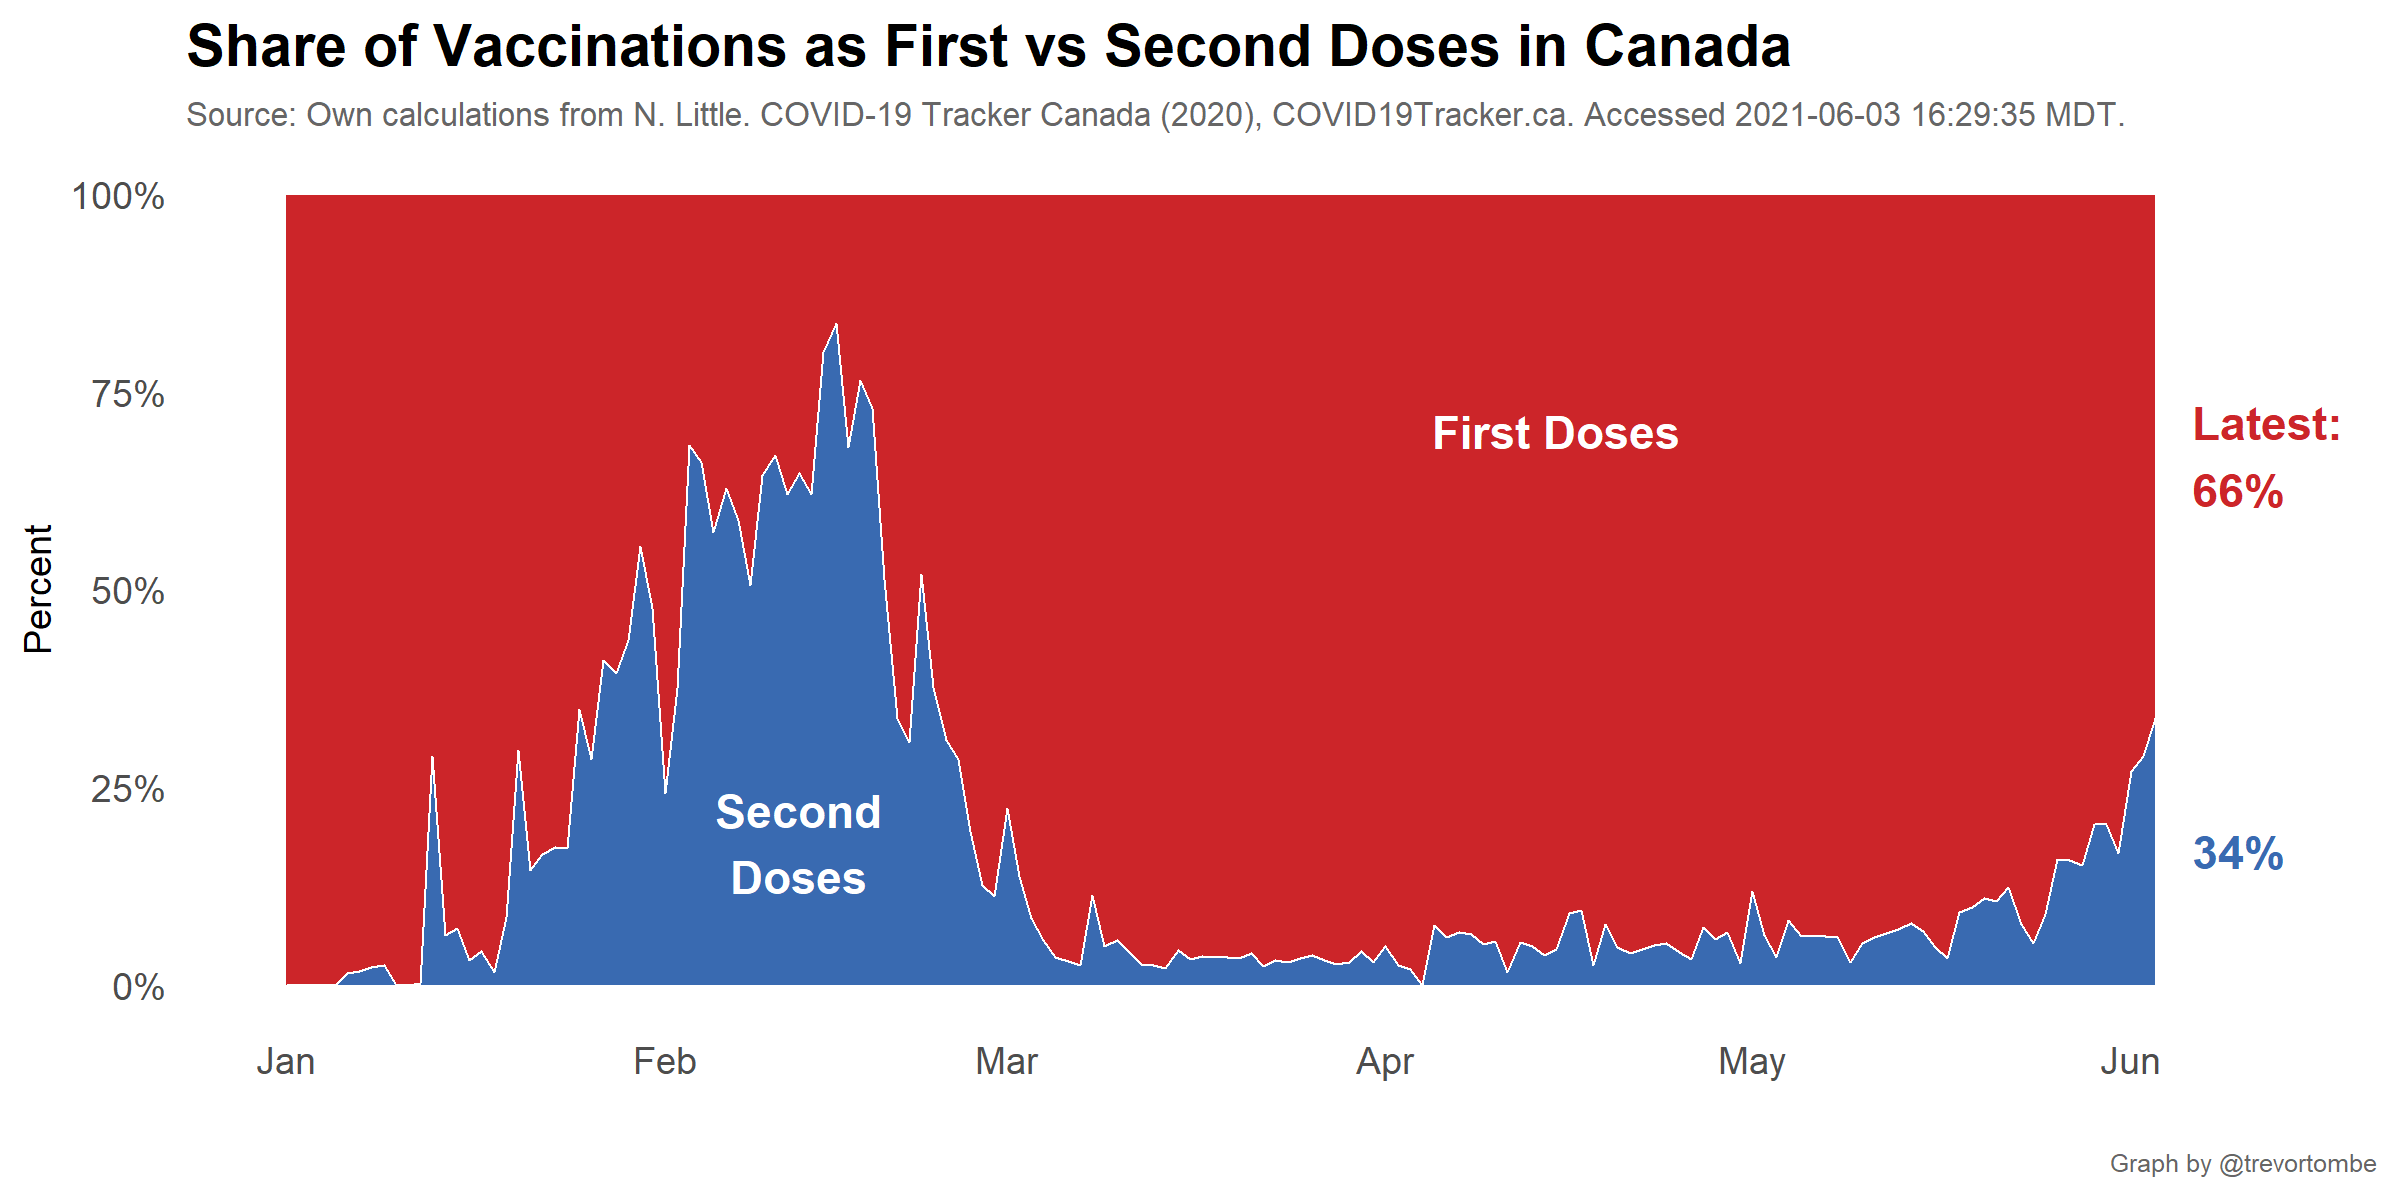 Share of Vaccinations as First vs Second Doses in Canada
Source: Own calculations from N. Little. COVID-19 Tracker Canada (2020), COVID19Tracker.ca. Accessed 2021-06-03 16:29:35 MDT.
Percent
100%
75%
50%
25%
0%
First Doses
Second
Doses
Latest:
66%
34%
Jan
Feb
Mar
Apr
May
Jun
Graph by @trevortombe